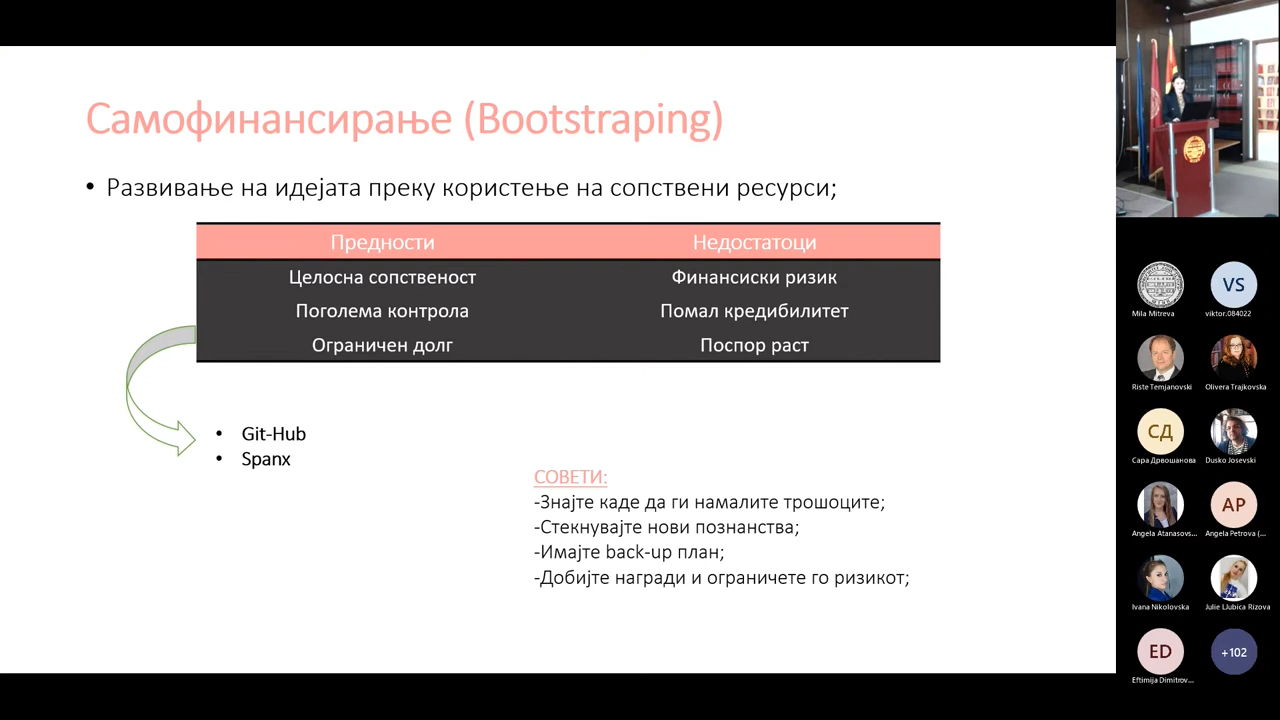 Самофинансирање (Bootstraping)
• Развивање на идејата преку користење на сопствени ресурси;
Предности Недостатоци
Целосна сопственост Финансиски ризик
Поголема контрола Помал кредибилитет
Ограничен долг Поспор раст
• Git-Hub
• Spanx
СОВЕТИ:
-Знајте каде да ги намалите трошоците;
-Стекнувајте нови познанства;
-Имајте back-up план;
-Добијте награди и ограничете го ризикот;
VS
Mila Mitreva viktor.084022
Riste Temjanovski Olivera Trajkovska
СД
Сара Дрвошанова Dusko Josevski
AP
Angela Atanasovs... Angela Petrova (...
Ivana Nikolovska Julie LJubica Rizova
ED +102
Eftimija Dimitrov...